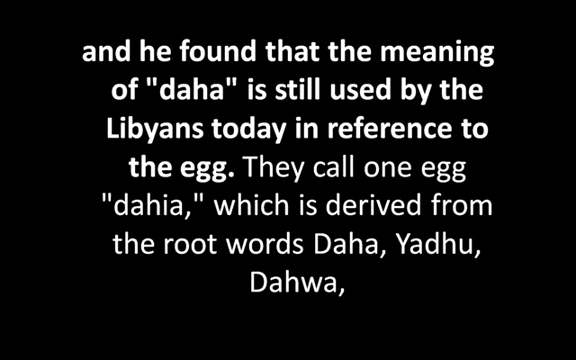 and he found that the meaning
of "daha" is still used by the
Libyans today in reference to
the egg. They call one egg
"dahia," which is derived from
the root words Daha, Yadhu,
Dahwa,